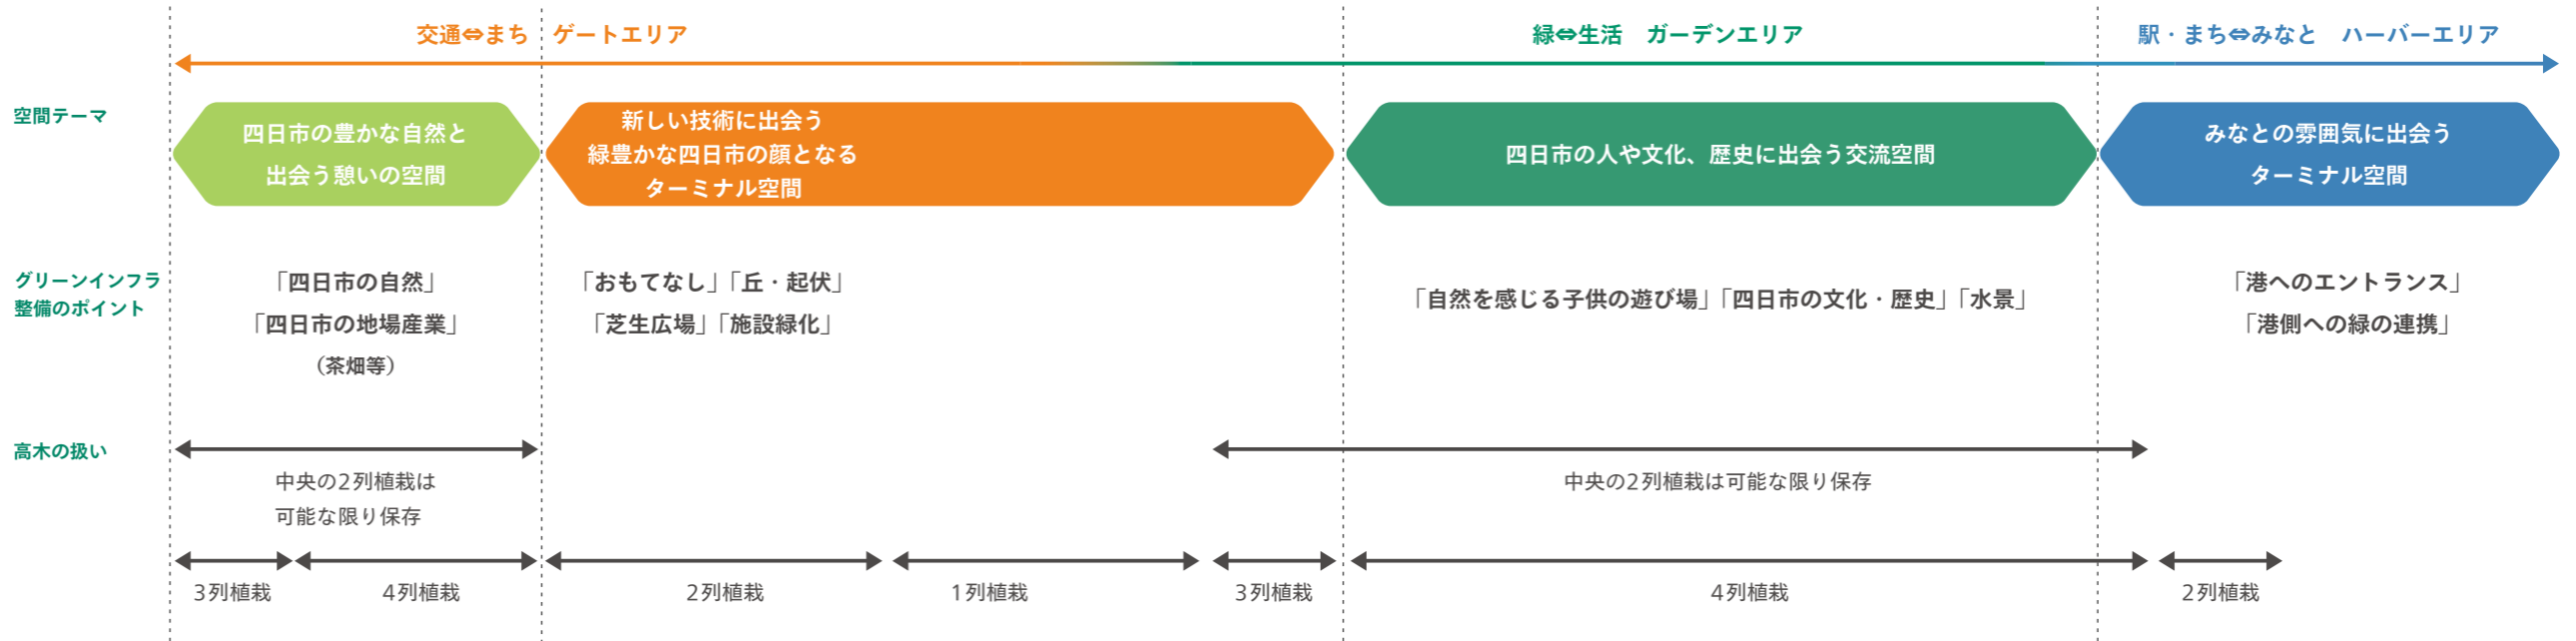 交通⇔まち　ゲートエリア
緑⇔生活　ガーデンエリア
駅・まち⇔みなと　ハーバーエリア
空間テーマ
四日市の豊かな自然と
出会う憩いの空間
新しい技術に出会う
緑豊かな四日市の顔となる
ターミナル空間
四日市の人や文化、歴史に出会う交流空間
みなとの雰囲気に出会う
ターミナル空間
グリーンインフラ
整備のポイント
「四日市の自然」
「四日市の地場産業」
（茶畑等）
「おもてなし」「丘・起伏」
「芝生広場」「施設緑化」
「自然を感じる子供の遊び場」「四日市の文化・歴史」「水景」
「港へのエントランス」
「港側への緑の連携」
高木の扱い
中央の2列植栽は
可能な限り保存
中央の2列植栽は可能な限り保存
3列植栽
4列植栽
2列植栽
1列植栽
3列植栽
4列植栽
2列植栽